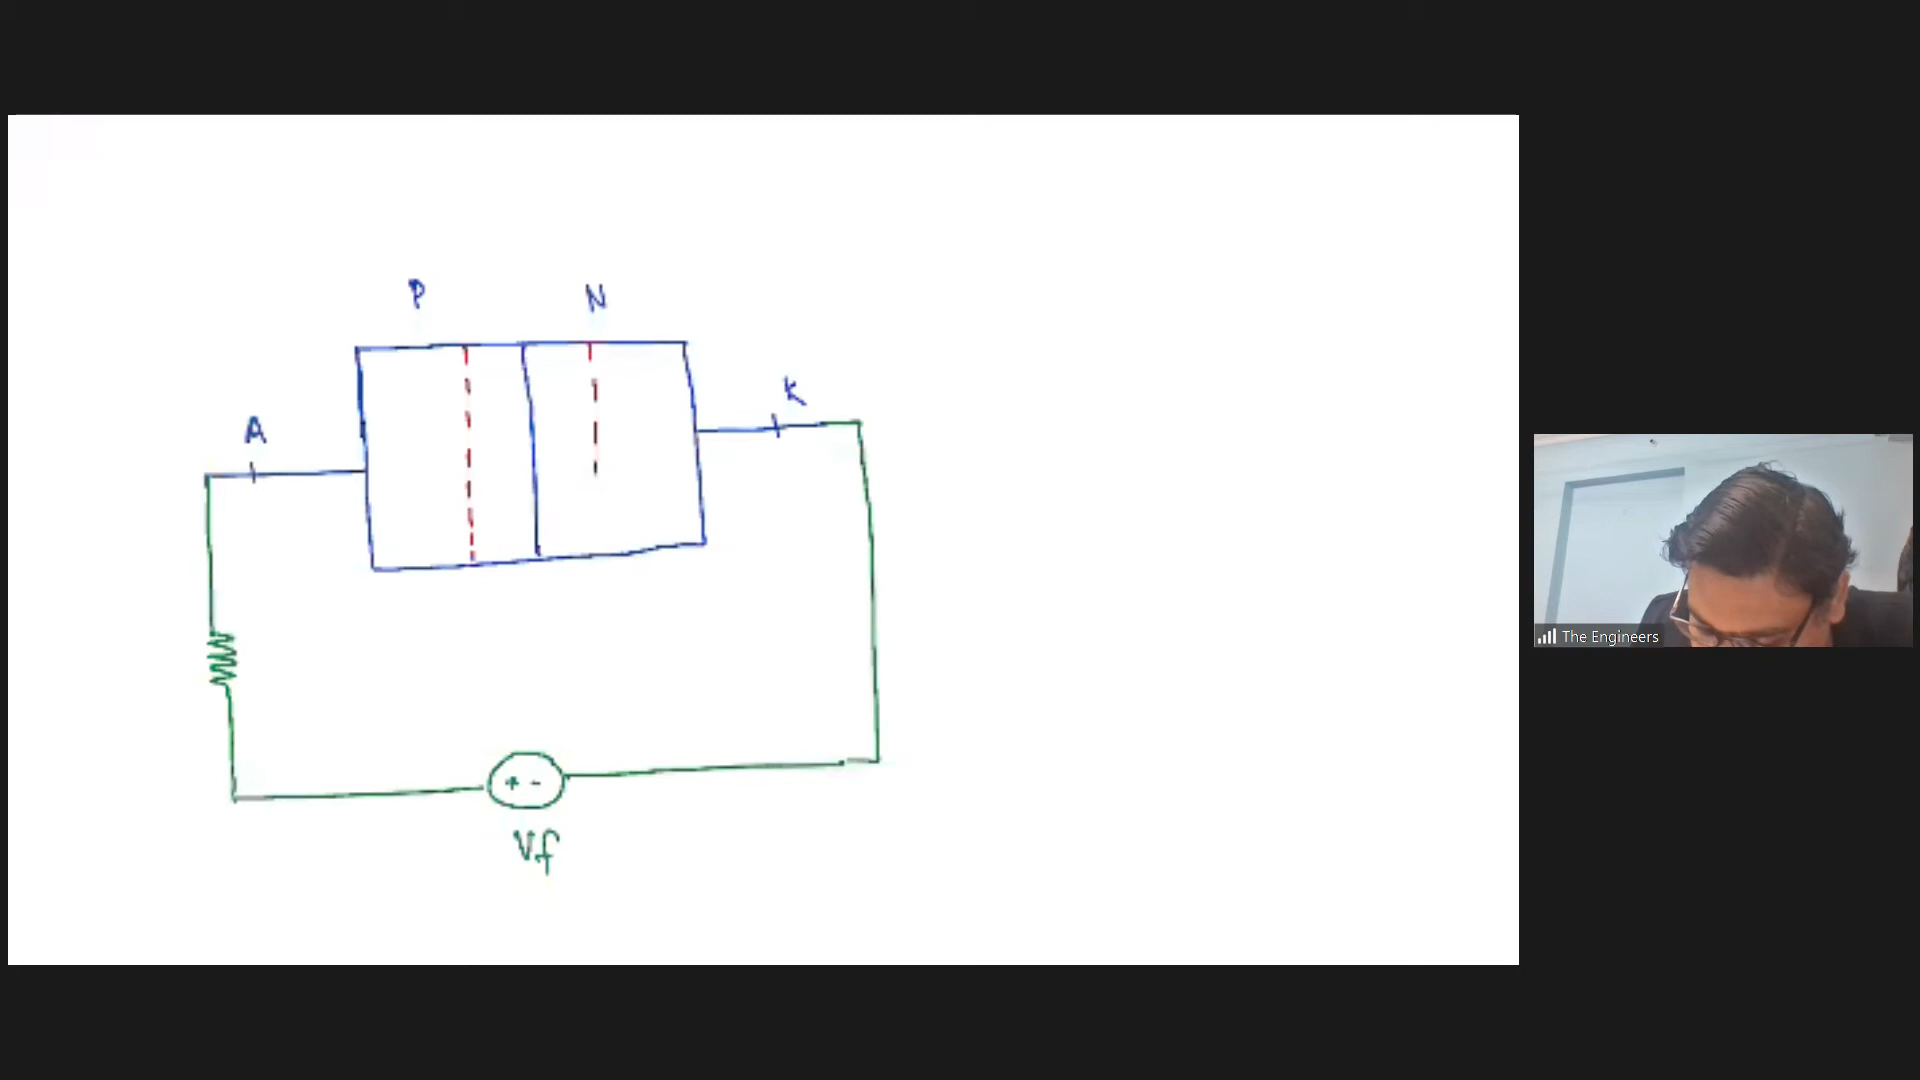 P N
A
K
+ -
Vf
The Engineers